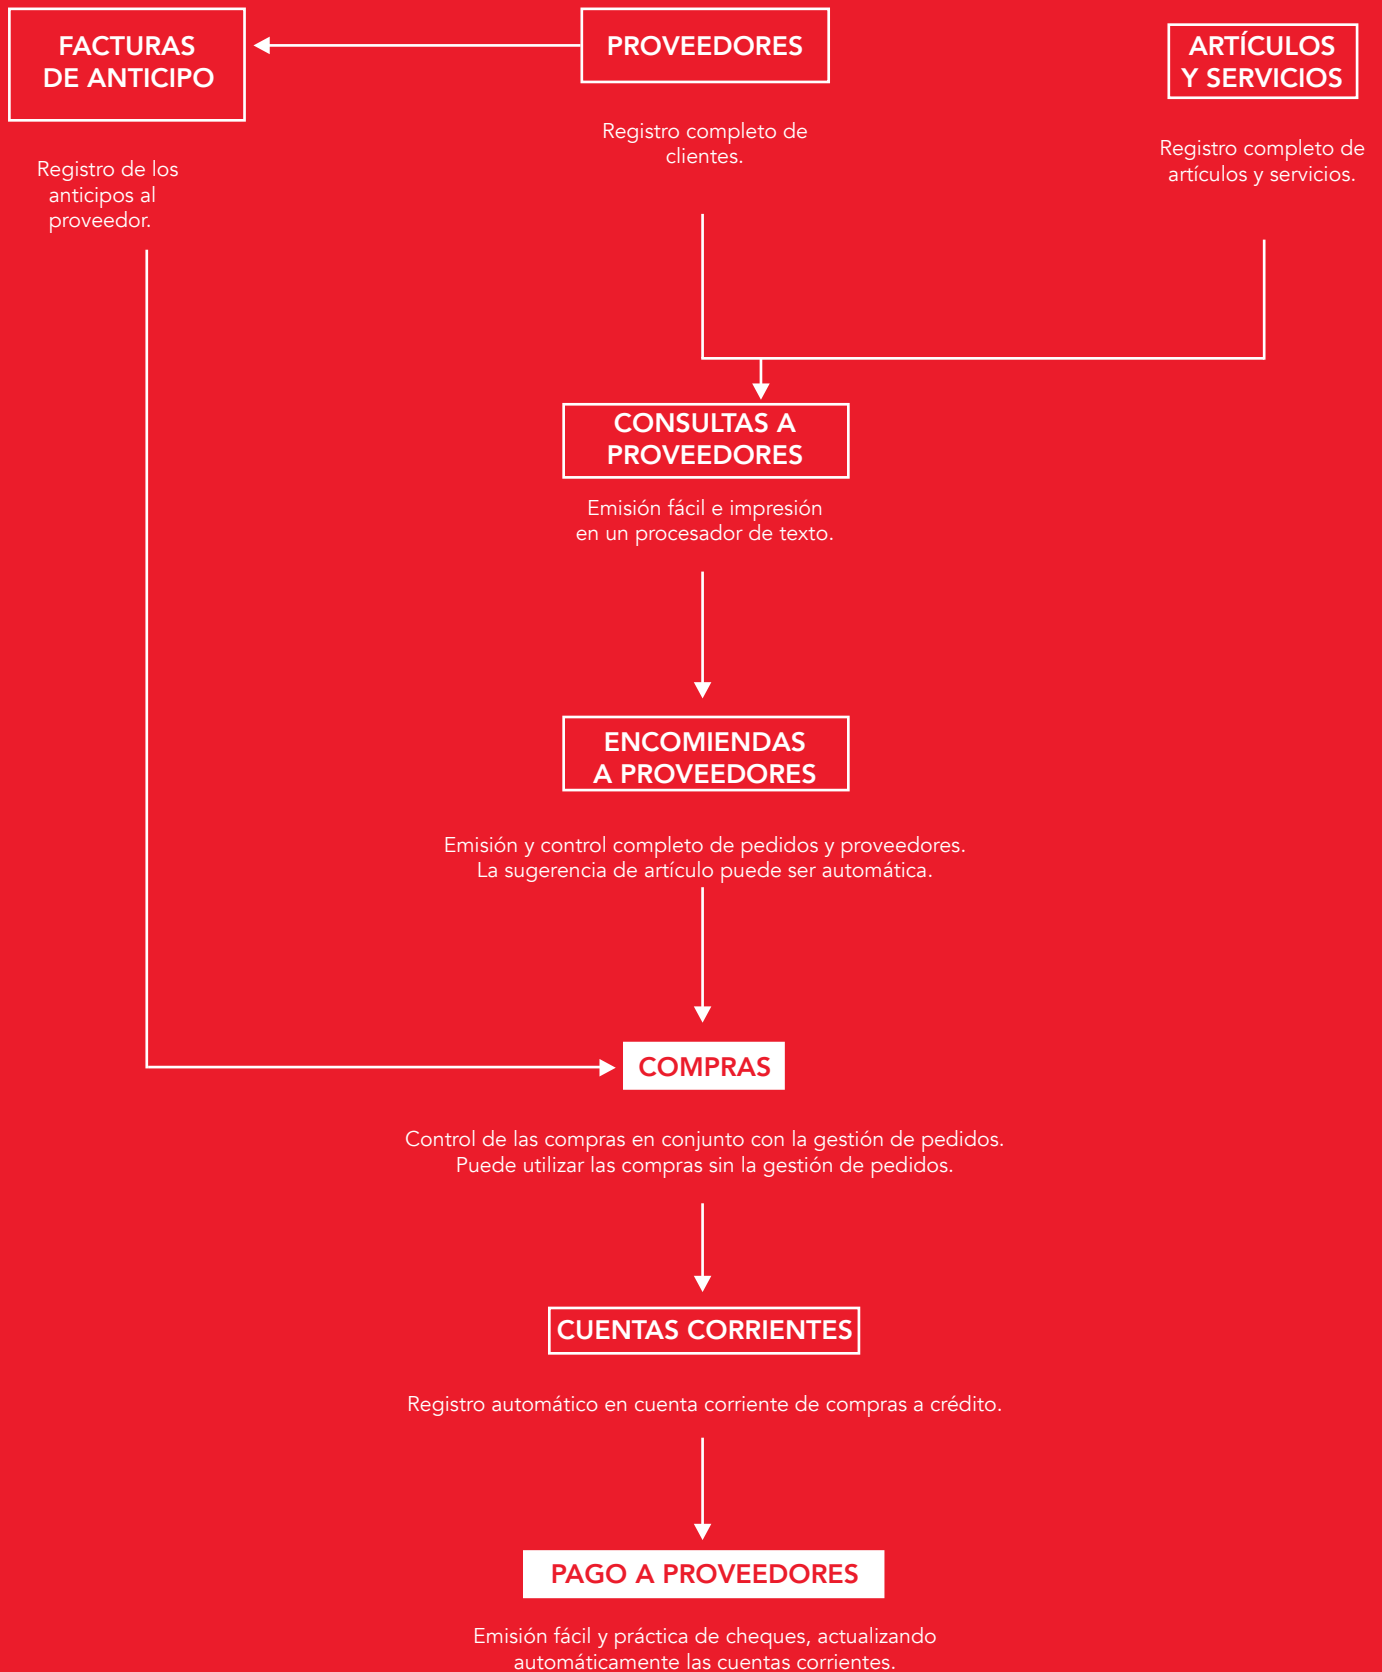 FACTURAS
DE ANTICIPO
Registro de los
anticipos al
proveedor.
PROVEEDORES
Registro completo de
clientes.
ARTÍCULOS
Y SERVICIOS
Registro completo de
artículos y servicios.
CONSULTAS A
PROVEEDORES
Emisión fácil e impresión
en un procesador de texto.
ENCOMIENDAS
A PROVEEDORES
Emisión y control completo de pedidos y proveedores.
La sugerencia de artículo puede ser automática.
COMPRAS
Control de las compras en conjunto con la gestión de pedidos.
Puede utilizar las compras sin la gestión de pedidos.
CUENTAS CORRIENTES
Registro automático en cuenta corriente de compras a crédito.
PAGO A PROVEEDORES
Emisión fácil y práctica de cheques, actualizando
automáticamente las cuentas corrientes.